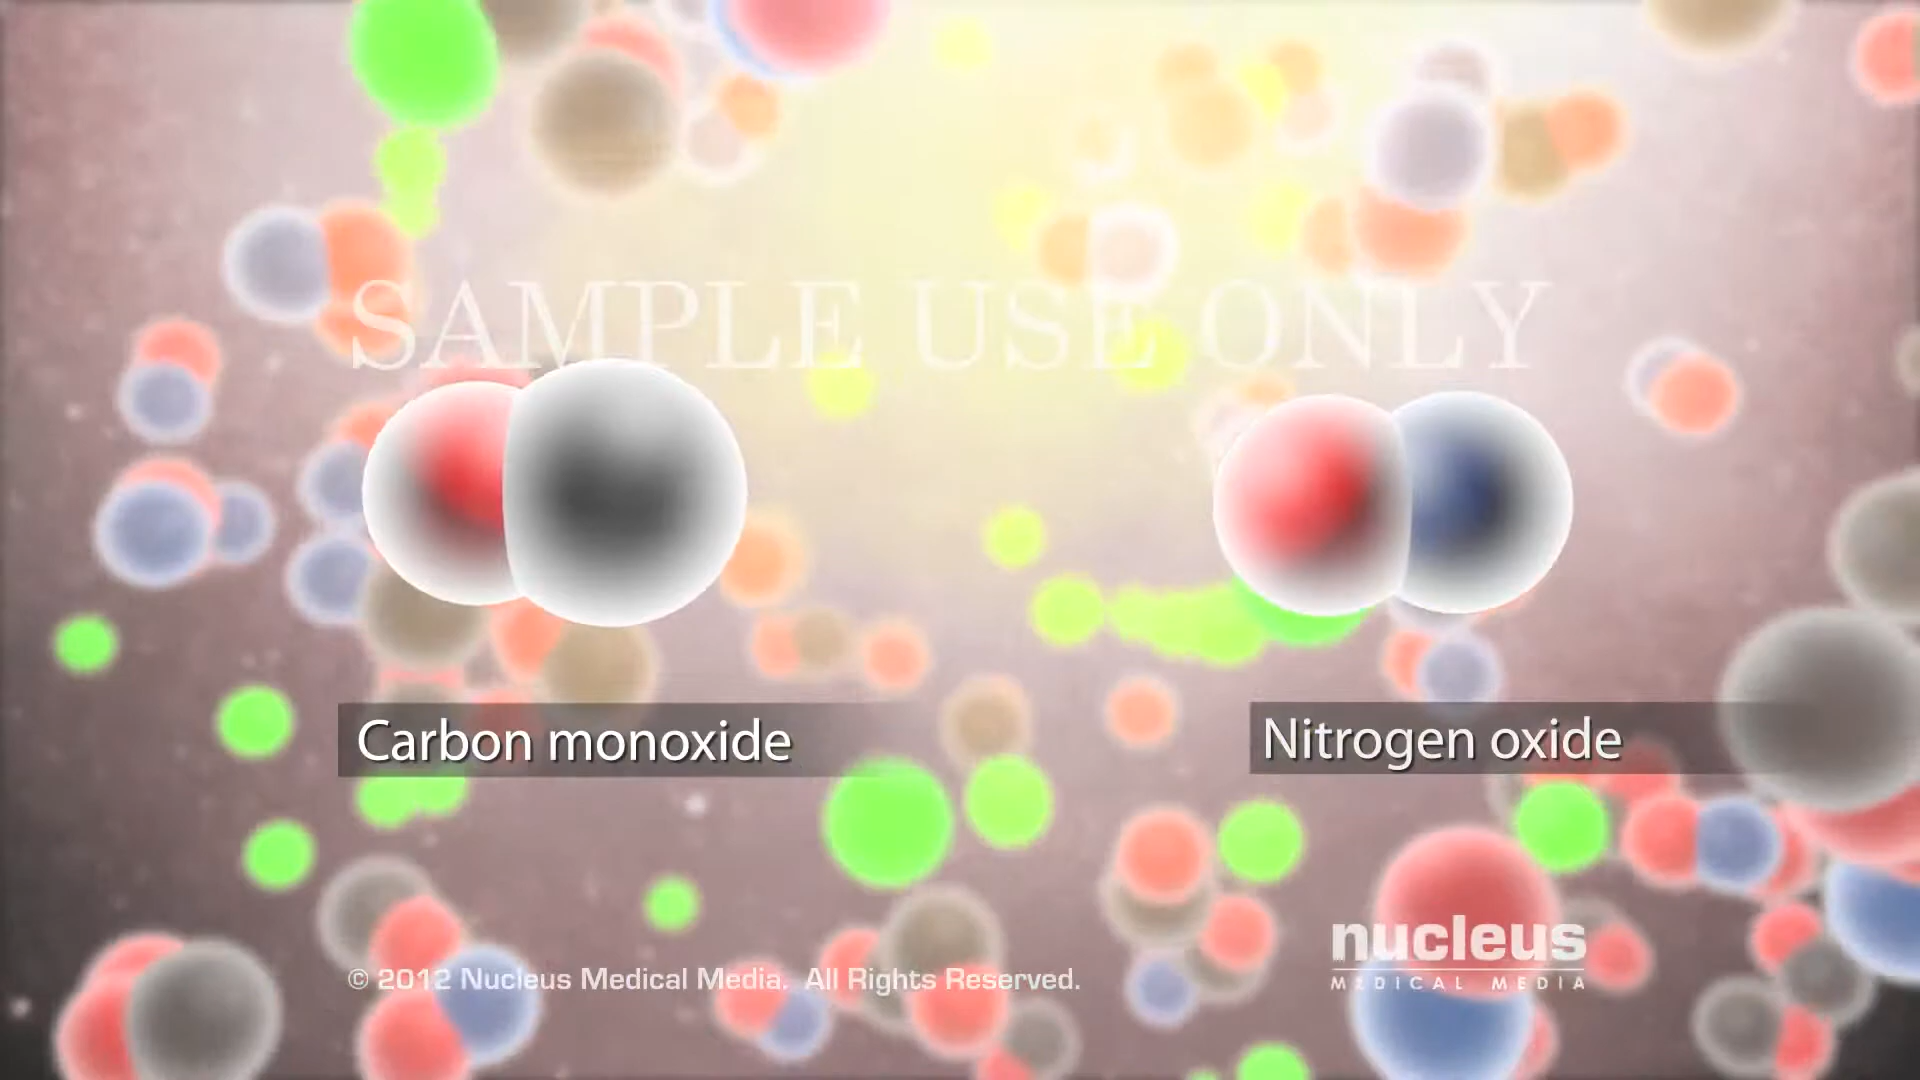 SAMPLE USE ONLY
Carbon monoxide
Nitrogen oxide
© 2012 Nucleus Medical Media. All Rights Reserved.
nucleus
MEDICAL MEDIA